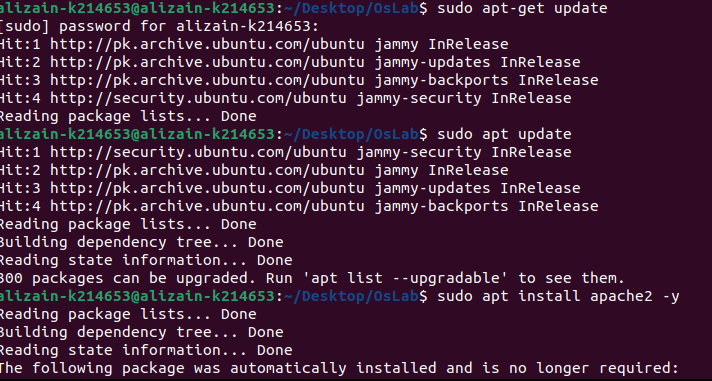 alizain-k214653@alizain-k214653:~/Desktop/OsLab$ sudo apt-get update
[sudo] password for alizain-k214653:
Hit:1 http://pk.archive.ubuntu.com/ubuntu jammy InRelease
Hit:2 http://pk.archive.ubuntu.com/ubuntu jammy-updates InRelease
Hit:3 http://pk.archive.ubuntu.com/ubuntu jammy-backports InRelease
Hit:4 http://security.ubuntu.com/ubuntu jammy-security InRelease
Reading package lists... Done
alizain-k214653@alizain-k214653:~/Desktop/OsLab$ sudo apt update
Hit:1 http://security.ubuntu.com/ubuntu jammy-security InRelease
Hit:2 http://pk.archive.ubuntu.com/ubuntu jammy InRelease
Hit:3 http://pk.archive.ubuntu.com/ubuntu jammy-updates InRelease
Hit:4 http://pk.archive.ubuntu.com/ubuntu jammy-backports InRelease
Reading package lists... Done
Building dependency tree... Done
Reading state information... Done
300 packages can be upgraded. Run 'apt list --upgradable' to see them.
alizain-k214653@alizain-k214653:~/Desktop/OsLab$ sudo apt install apache2 -y
Reading package lists... Done
Building dependency tree... Done
Reading state information... Done
The following package was automatically installed and is no longer required: